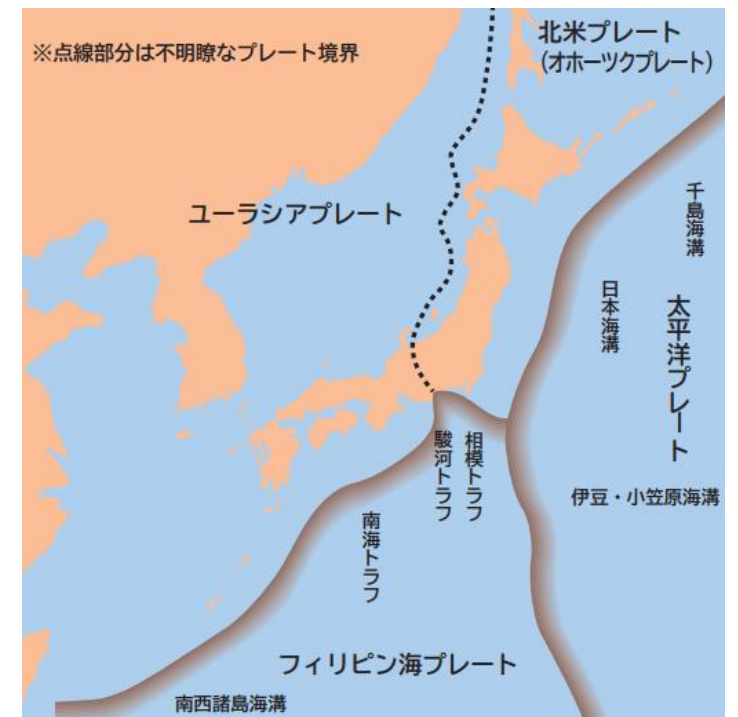 ※点線部分は不明瞭なプレート境界
北米プレート
(オホーツクプレート)
ユーラシアプレート
千島海溝
日本海溝
太平洋プレート
相模トラフ
駿河トラフ
伊豆・小笠原海溝
南海トラフ
フィリピン海プレート
南西諸島海溝